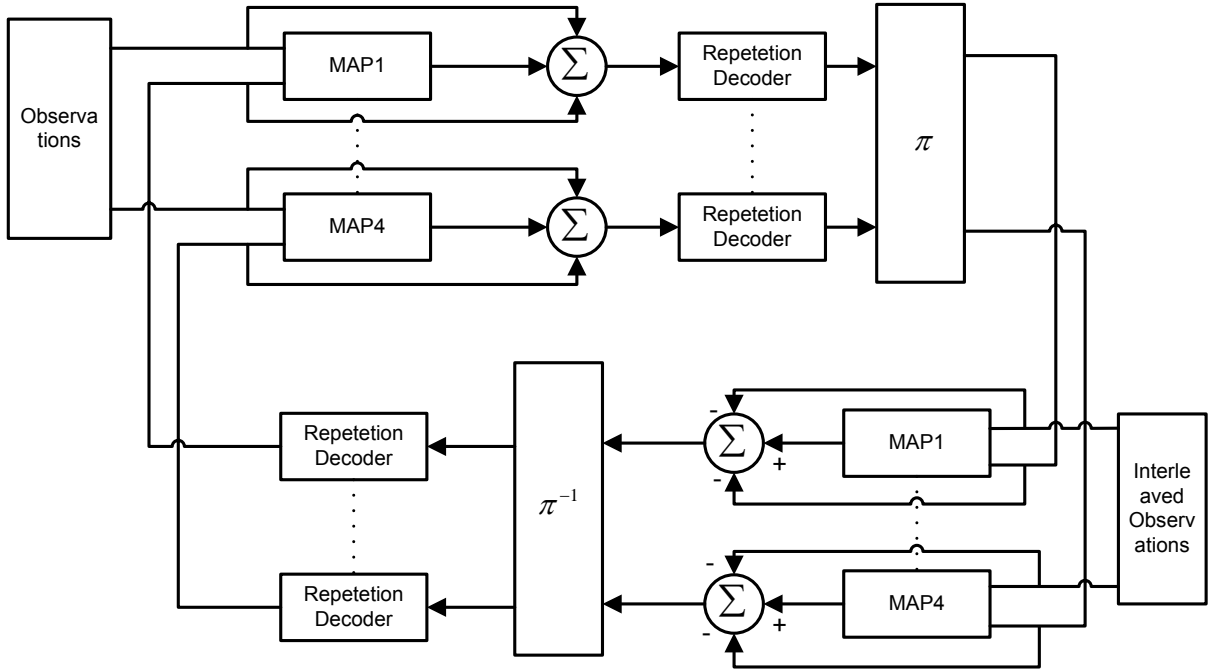 Observa
tions
MAP1
Σ
Repetetion
Decoder
π
MAP4
Σ
Repetetion
Decoder
Repetetion
Decoder
π⁻¹
-
Σ
+
-
MAP1
Interle
aved
Observ
ations
Repetetion
Decoder
-
Σ
+
-
MAP4